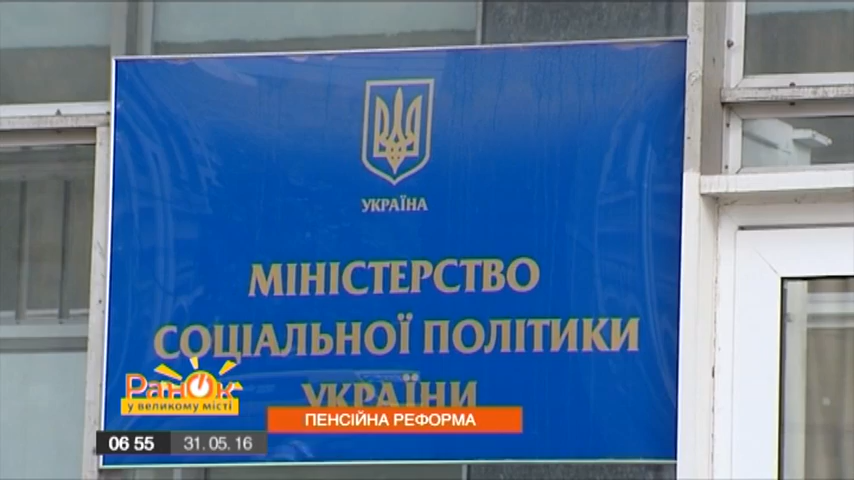 УКРАЇНА
МІНІСТЕРСТВО
СОЦІАЛЬНОЇ ПОЛІТИКИ
УКРАЇНИ
Ранок
у великому місті
ПЕНСІЙНА РЕФОРМА
06 55
31. 05. 16